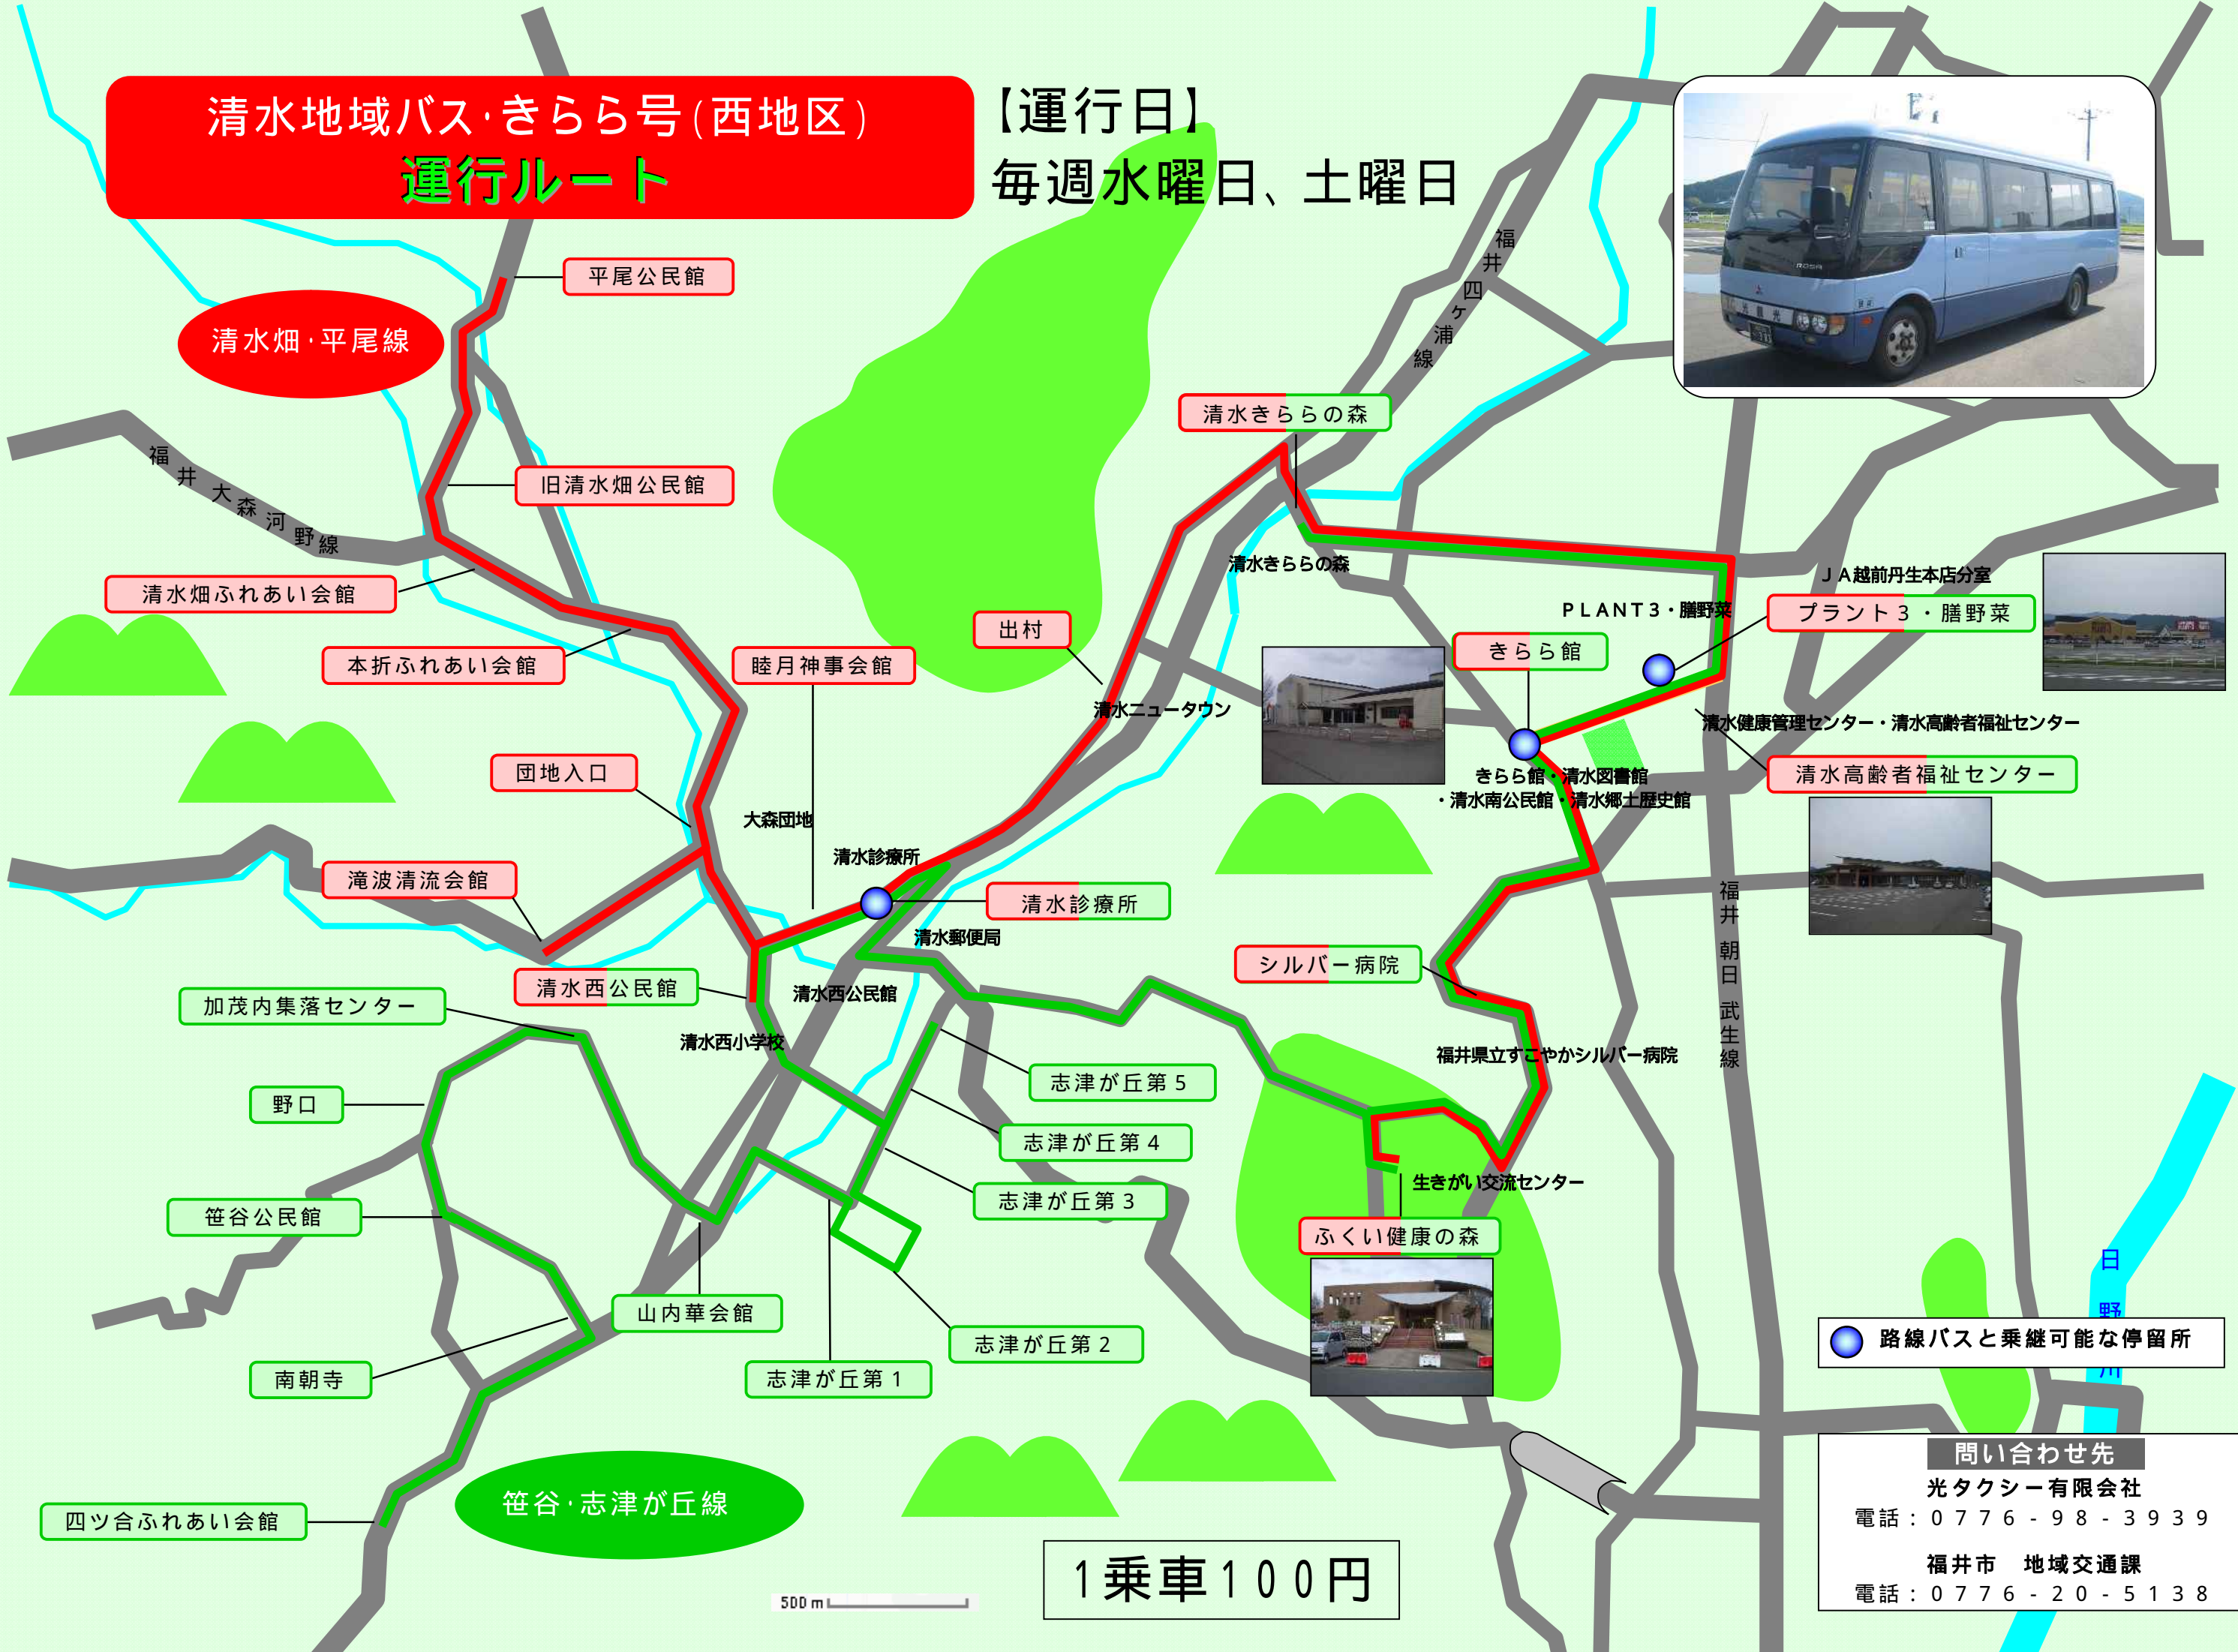 清水地域バス・きらら号(西地区)
運行ルート
【運行日】
毎週水曜日、土曜日
福井四ヶ浦線
平尾公民館
清水畑・平尾線
清水きららの森
福井大森河野線
旧清水畑公民館
清水きららの森
清水畑ふれあい会館
JA越前丹生本店分室
PLANT3・膳野菜
プラント3・膳野菜
出村
きらら館
本折ふれあい会館
睦月神事会館
清水ニュータウン
清水健康管理センター・清水高齢者福祉センター
団地入口
清水高齢者福祉センター
きらら館・清水図書館
・清水南公民館・清水郷土歴史館
大森団地
清水診療所
滝波清流会館
清水診療所
福井朝日武生線
清水郵便局
シルバー病院
清水西公民館
清水西公民館
加茂内集落センター
清水西小学校
福井県立すこやかシルバー病院
志津が丘第5
野口
志津が丘第4
生きがい交流センター
志津が丘第3
笹谷公民館
ふくい健康の森
日野川
山内華会館
路線バスと乗継可能な停留所
志津が丘第2
南朝寺
志津が丘第1
問い合わせ先
光タクシー有限会社
電話:0776-98-3939
福井市 地域交通課
電話:0776-20-5138
笹谷・志津が丘線
四ツ合ふれあい会館
1乗車100円
500m
ROSA